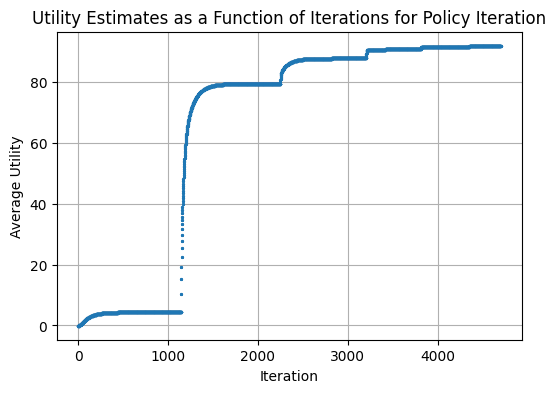 Utility Estimates as a Function of Iterations for Policy Iteration
Average Utility
80
60
40
20
0
0 1000 2000 3000 4000
Iteration